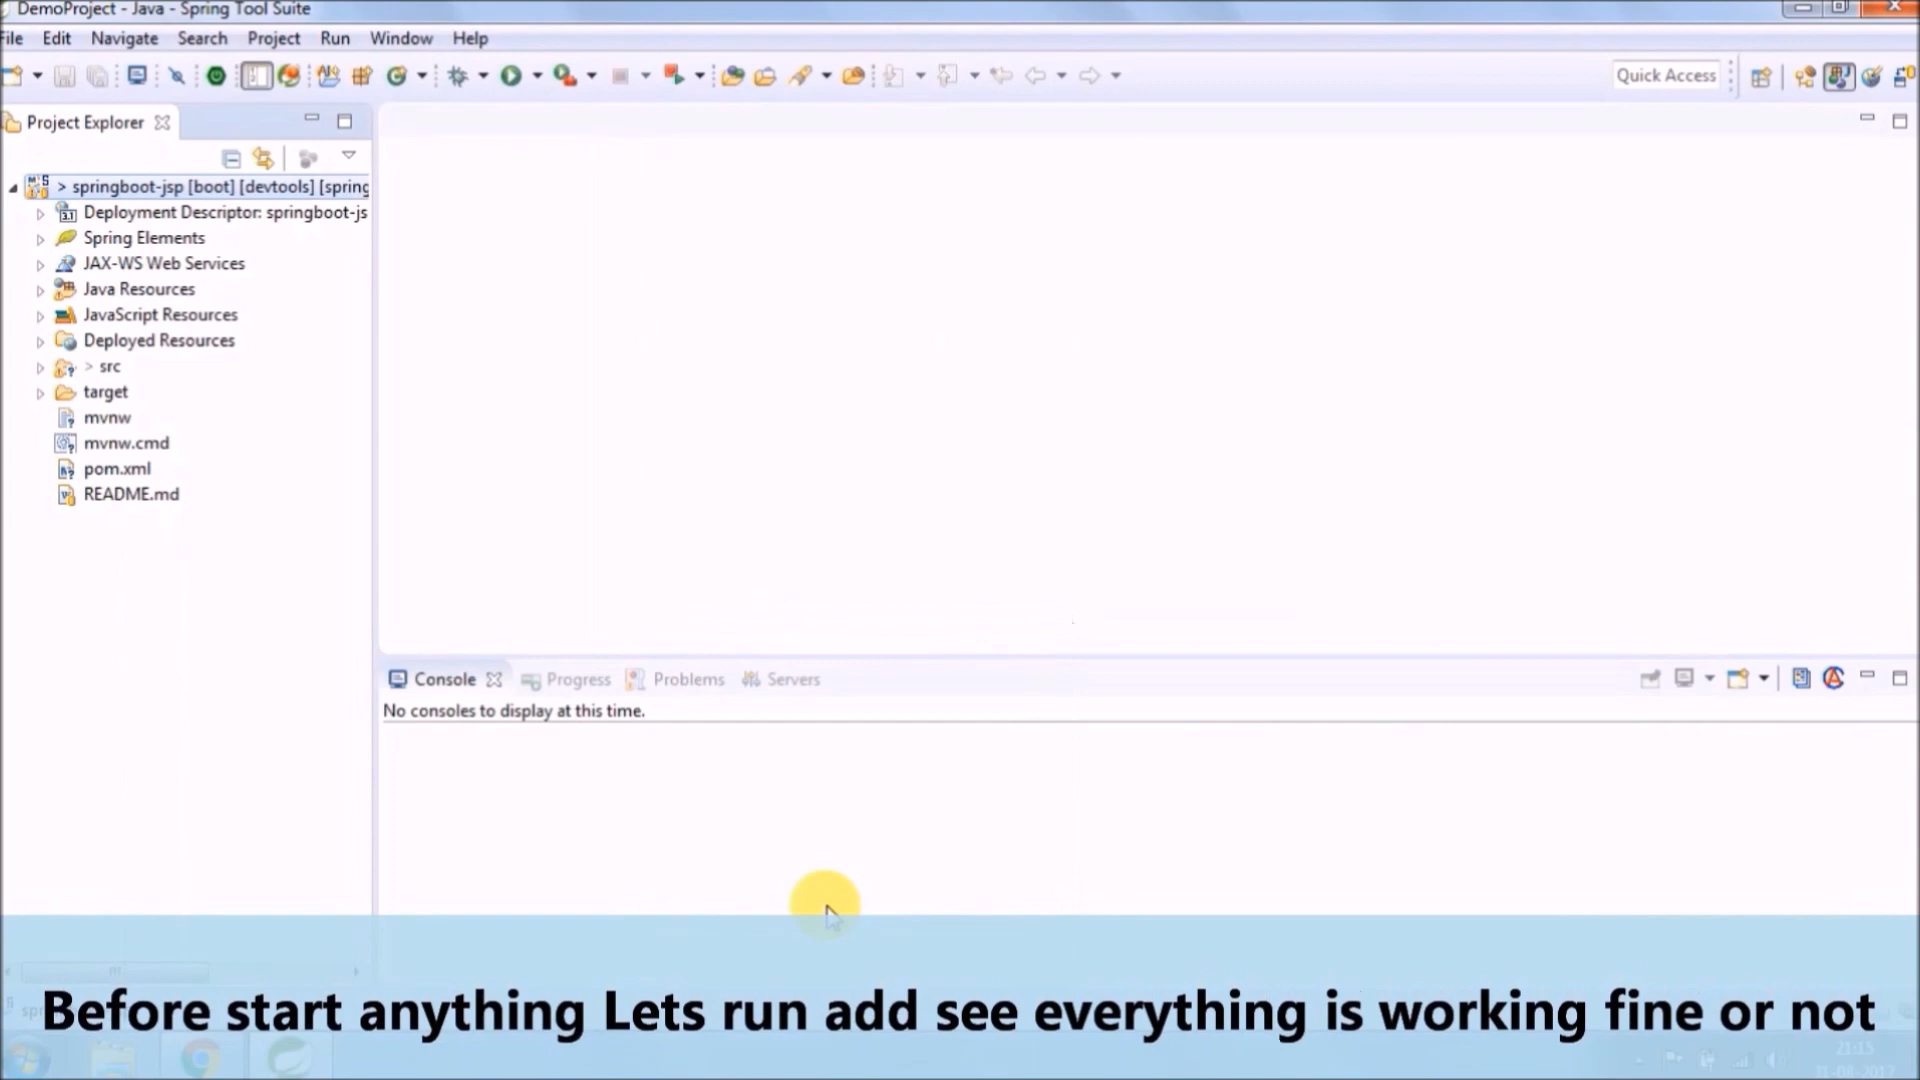 DemoProject - Java - Spring Tool Suite
File Edit Navigate Search Project Run Window Help
Quick Access
Project Explorer
> springboot-jsp [boot] [devtools] [spring
Deployment Descriptor: springboot-js
Spring Elements
JAX-WS Web Services
Java Resources
JavaScript Resources
Deployed Resources
> src
target
mvnw
mvnw.cmd
pom.xml
README.md
Console Progress Problems Servers
No consoles to display at this time.
Before start anything Lets run add see everything is working fine or not
21:15